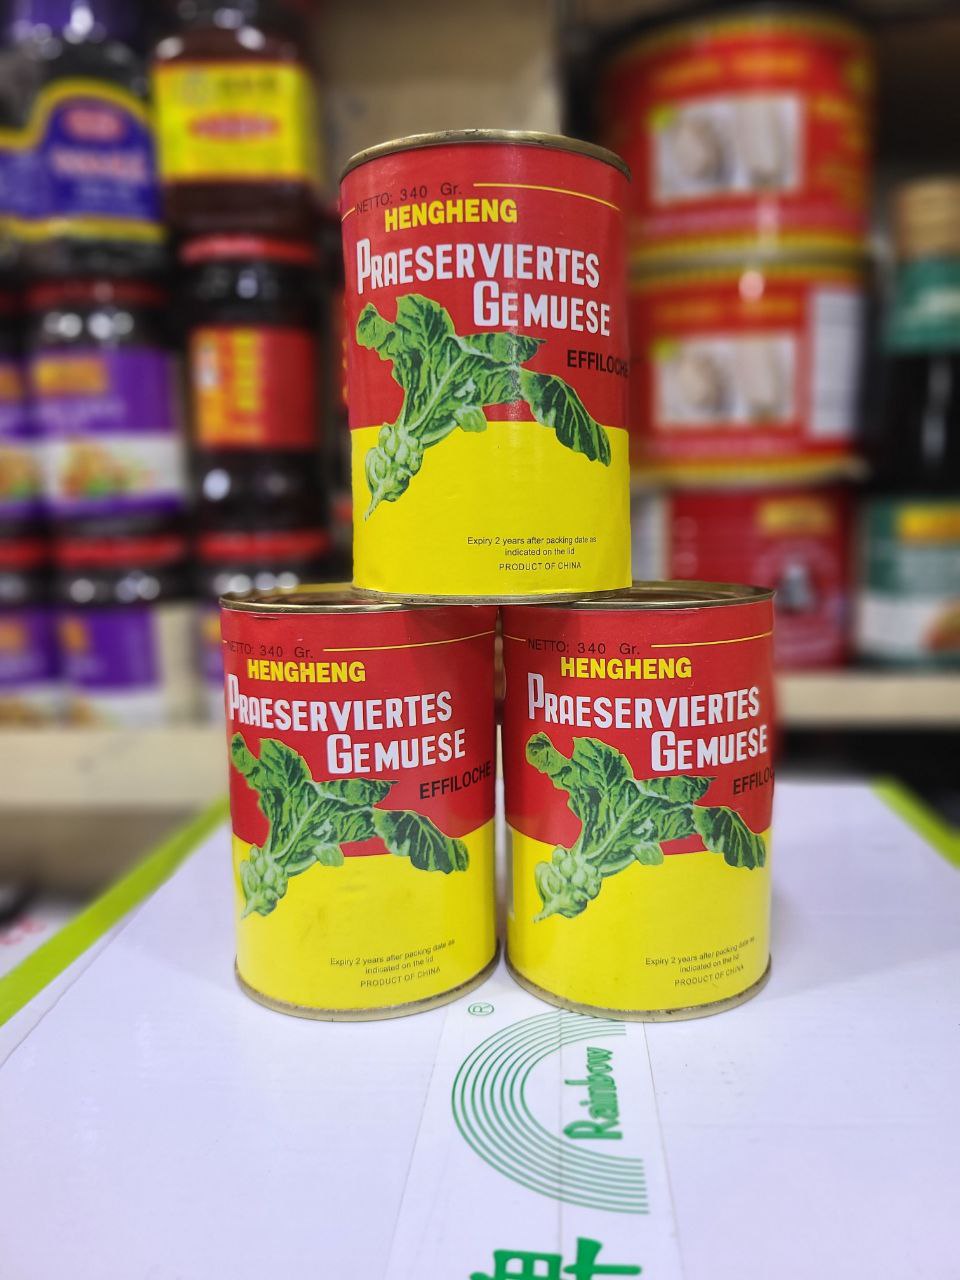 NETTO: 340 Gr.
HENGHENG
PRAESERVIERTES
GEMUESE
EFFILOCHE
Expiry 2 years after packing date as
indicated on the lid
PRODUCT OF CHINA
NETTO: 340 Gr.
HENGHENG
PRAESERVIERTES
GEMUESE
EFFILOCHE
Expiry 2 years after packing date as
indicated on the lid
PRODUCT OF CHINA
NETTO: 340 Gr.
HENGHENG
PRAESERVIERTES
GEMUESE
Expiry 2 years after packing date as
indicated on the lid
PRODUCT OF CHINA
®
Rainbow